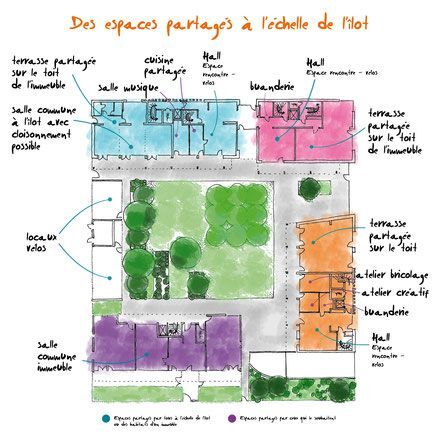 Des espaces partagés à l'échelle de l'îlot
terrasse partagée
sur le toit
de l'immeuble
cuisine
partagée
salle musique
Hall
Espace
rencontre -
vélos
Hall
Espace rencontre - vélos
buanderie
salle commune
à l'îlot avec
cloisonnement
possible
terrasse
partagée
sur le toit
de l'immeuble
locaux
vélos
terrasse
partagée
sur le toit
atelier bricolage
atelier créatif
buanderie
Hall
Espace
rencontre -
vélos
salle
commune
immeuble
Espaces partagés par tous à l'échelle de l'îlot
ou des habitants d'un immeuble
Espaces partagés par ceux qui le souhaitent